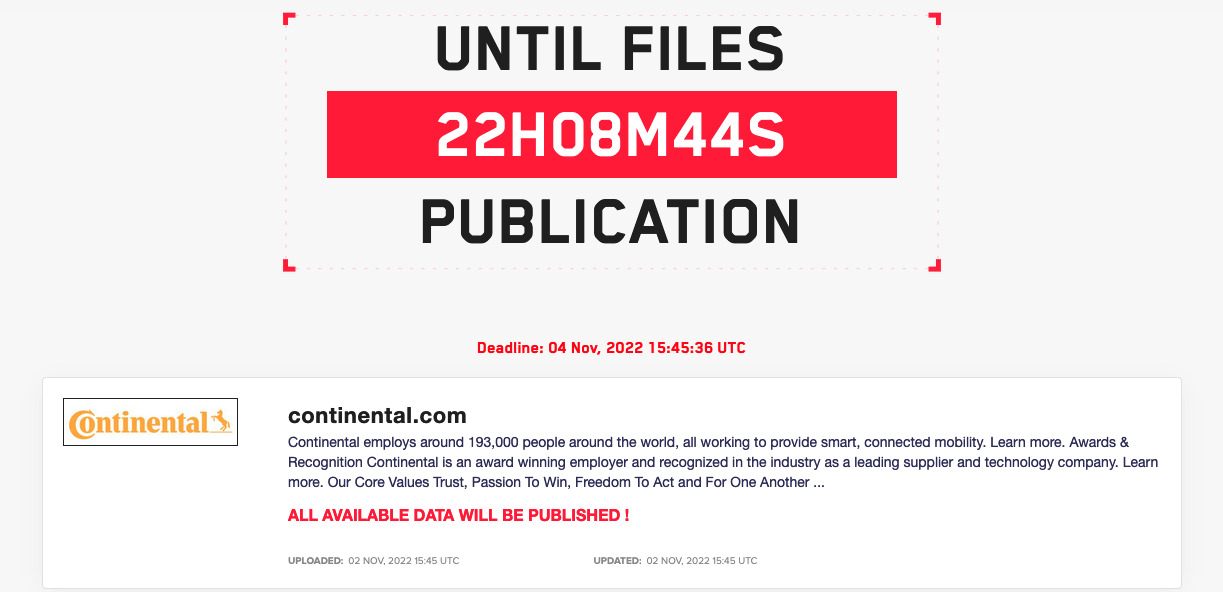 UNTIL FILES
22H08M44S
PUBLICATION
Deadline: 04 Nov, 2022 15:45:36 UTC
Continental
continental.com
Continental employs around 193,000 people around the world, all working to provide smart, connected mobility. Learn more. Awards &
Recognition Continental is an award winning employer and recognized in the industry as a leading supplier and technology company. Learn
more. Our Core Values Trust, Passion To Win, Freedom To Act and For One Another ...
ALL AVAILABLE DATA WILL BE PUBLISHED !
UPLOADED: 02 NOV, 2022 15:45 UTC UPDATED: 02 NOV, 2022 15:45 UTC